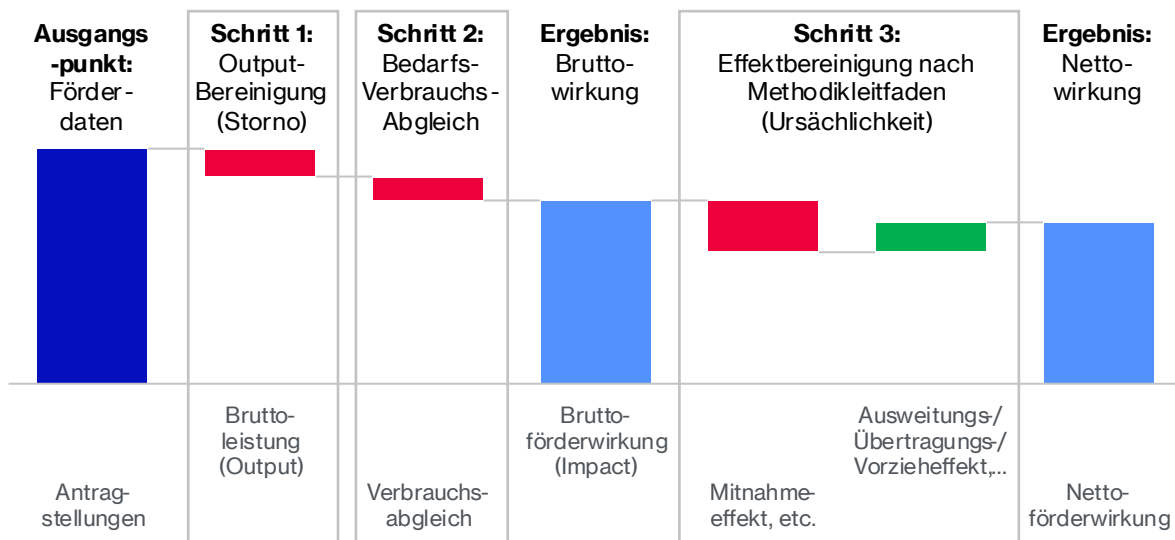 Ausgangs
-punkt:
Förder-
daten
Schritt 1:
Output-
Bereinigung
(Storno)
Schritt 2:
Bedarfs-
Verbrauchs-
Abgleich
Ergebnis:
Brutto-
wirkung
Schritt 3:
Effektbereinigung nach
Methodikleitfaden
(Ursächlichkeit)
Ergebnis:
Netto-
wirkung
Antrag-
stellungen
Brutto-
leistung
(Output)
Verbrauchs-
abgleich
Brutto-
förderwirkung
(Impact)
Mitnahme-
effekt, etc.
Ausweitungs-/
Übertragungs-/
Vorzieheffekt,...
Netto-
förderwirkung